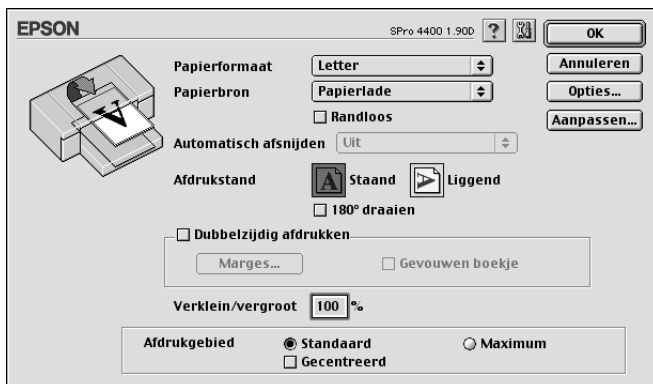 EPSON SPro 4400 1.90D ? OK
Papierformaat Letter Annuleren
Papierbron Papierlade Opties...
Randloos Aanpassen...
Automatisch afsnijden Uit
Afdrukstand A Staand A Liggend
180° draaien
Dubbelzijdig afdrukken
Marges... Gevouwen boekje
Verklein/vergroot 100 %
Afdrukgebied Standaard Maximum
Gecentreerd